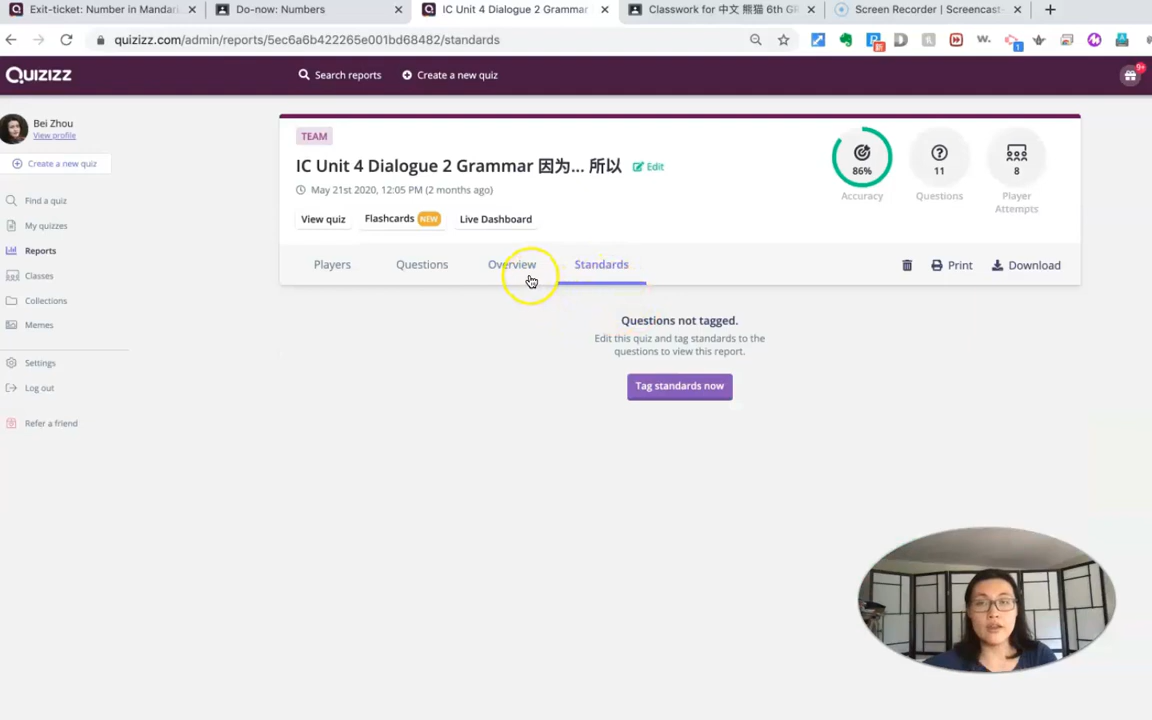 Exit-ticket: Number in Mandari
Do-now: Numbers
IC Unit 4 Dialogue 2 Grammar
Classwork for 中文 熊猫 6th GR
Screen Recorder | Screencast-
quizizz.com/admin/reports/5ec6a6b422265e001bd68482/standards
新
w.
1
QUIZIZZ
Search reports
Create a new quiz
9+
Bei Zhou
View profile
Create a new quiz
Find a quiz
My quizzes
Reports
Classes
Collections
Memes
Settings
Log out
Refer a friend
TEAM
IC Unit 4 Dialogue 2 Grammar 因为... 所以
Edit
May 21st 2020, 12:05 PM (2 months ago)
View quiz
Flashcards NEW
Live Dashboard
86%
Accuracy
11
Questions
8
Player
Attempts
Players
Questions
Overview
Standards
Print
Download
Questions not tagged.
Edit this quiz and tag standards to the
questions to view this report.
Tag standards now